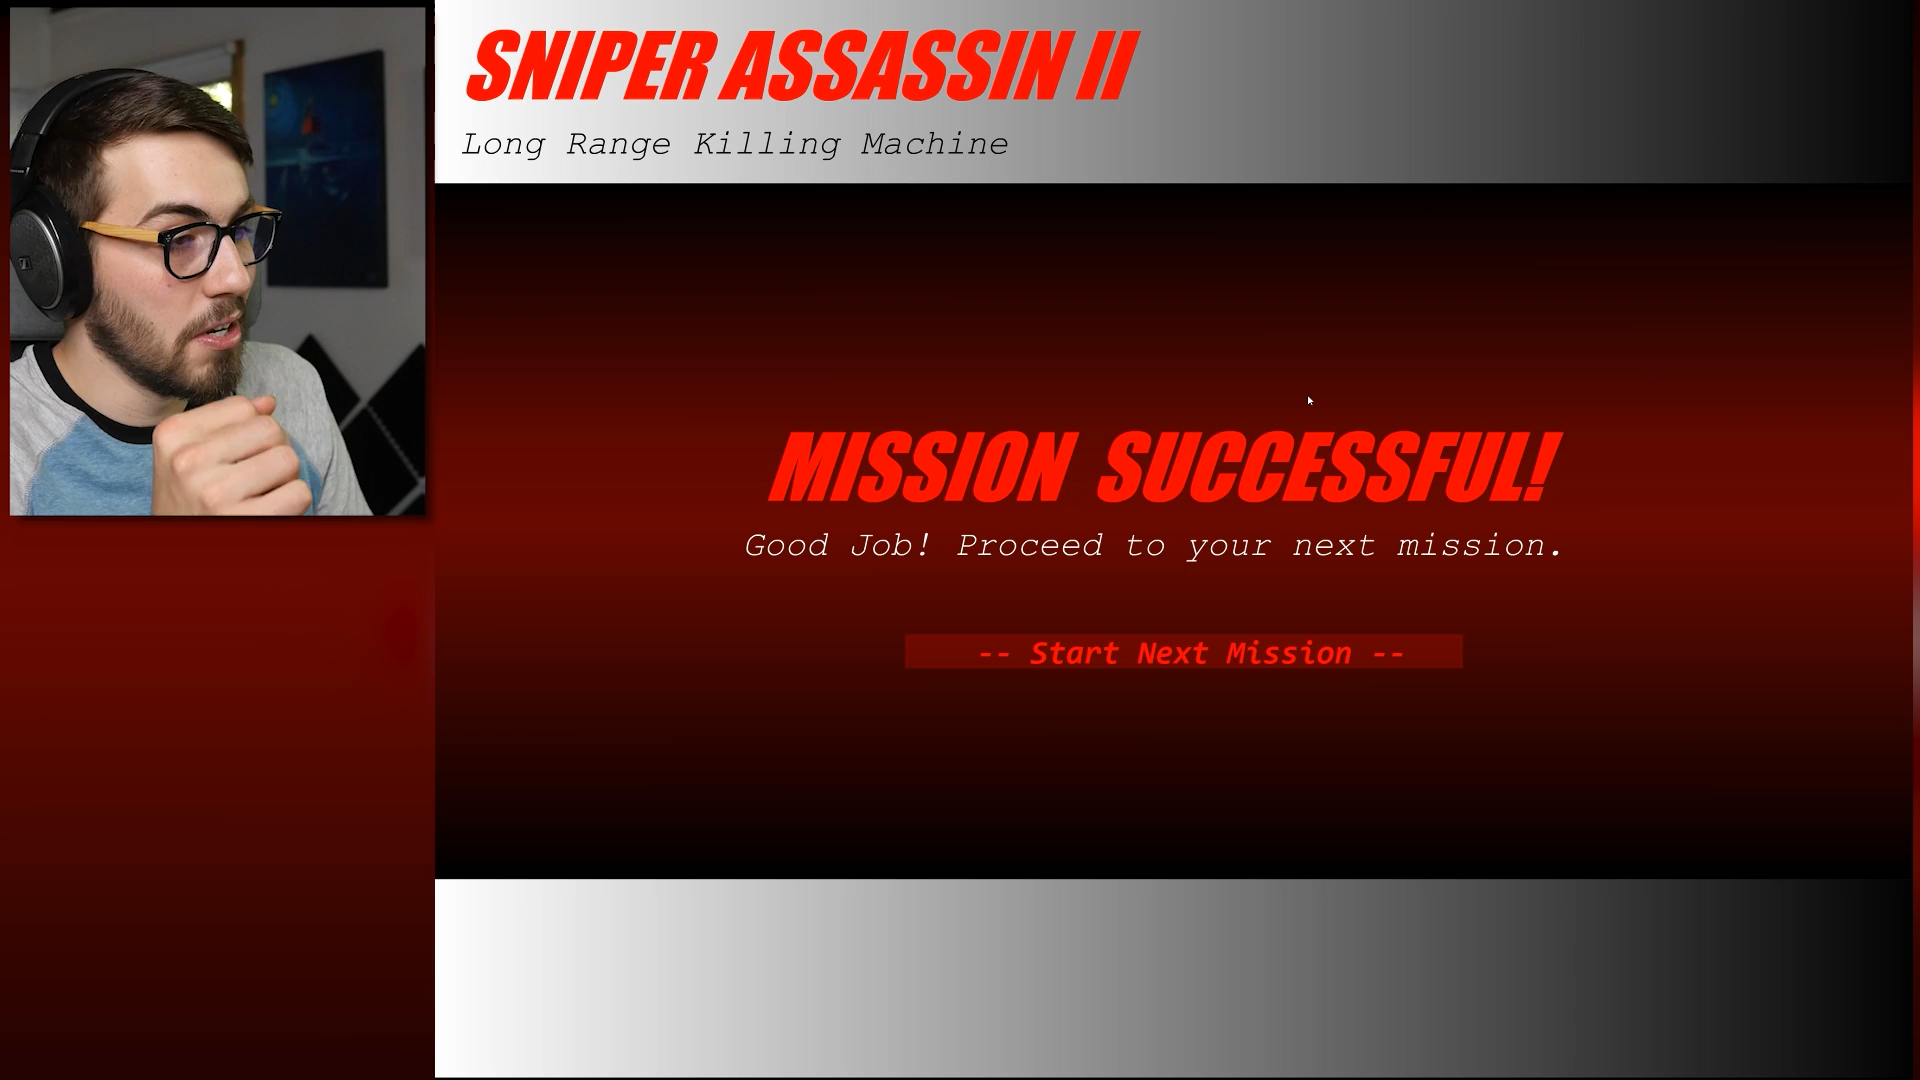 SNIPER ASSASSIN II
Long Range Killing Machine
MISSION SUCCESSFUL!
Good Job! Proceed to your next mission.
-- Start Next Mission --